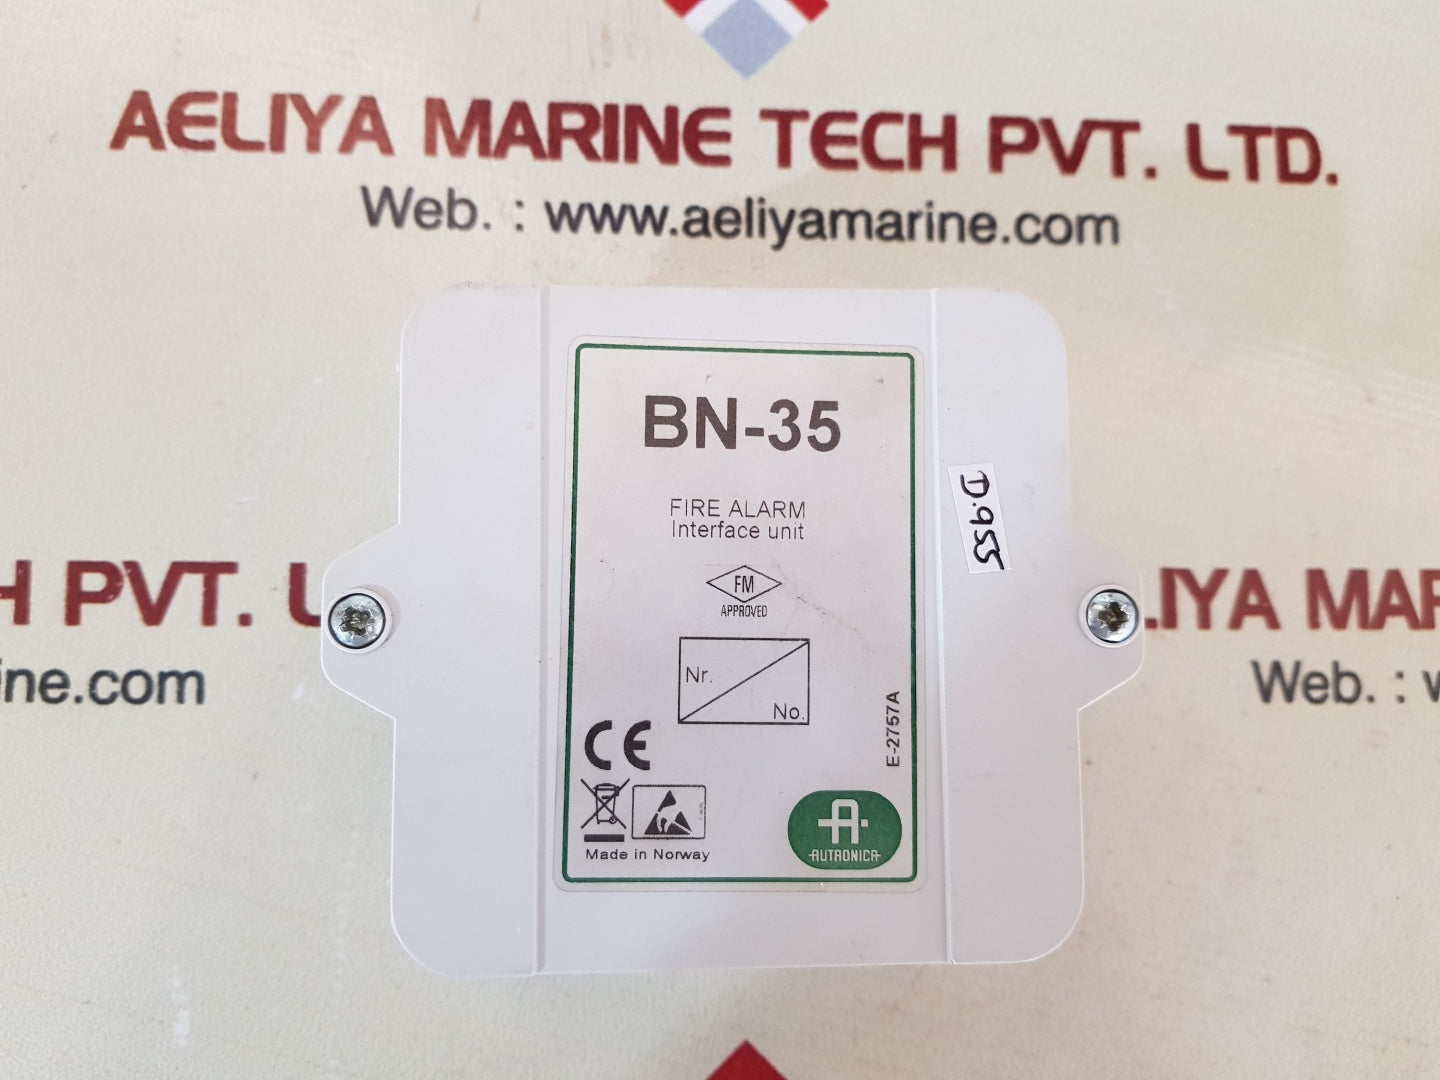 AELIYA MARINE TECH PVT. LTD.
Web. : www.aeliyamarine.com
BN-35
FIRE ALARM
Interface unit
FM
APPROVED
Nr.
No.
E-2757A
CE
Made in Norway
A
AUTRONICA
D.955
H PVT. L
ine.com
LIYA MAR
Web. : w